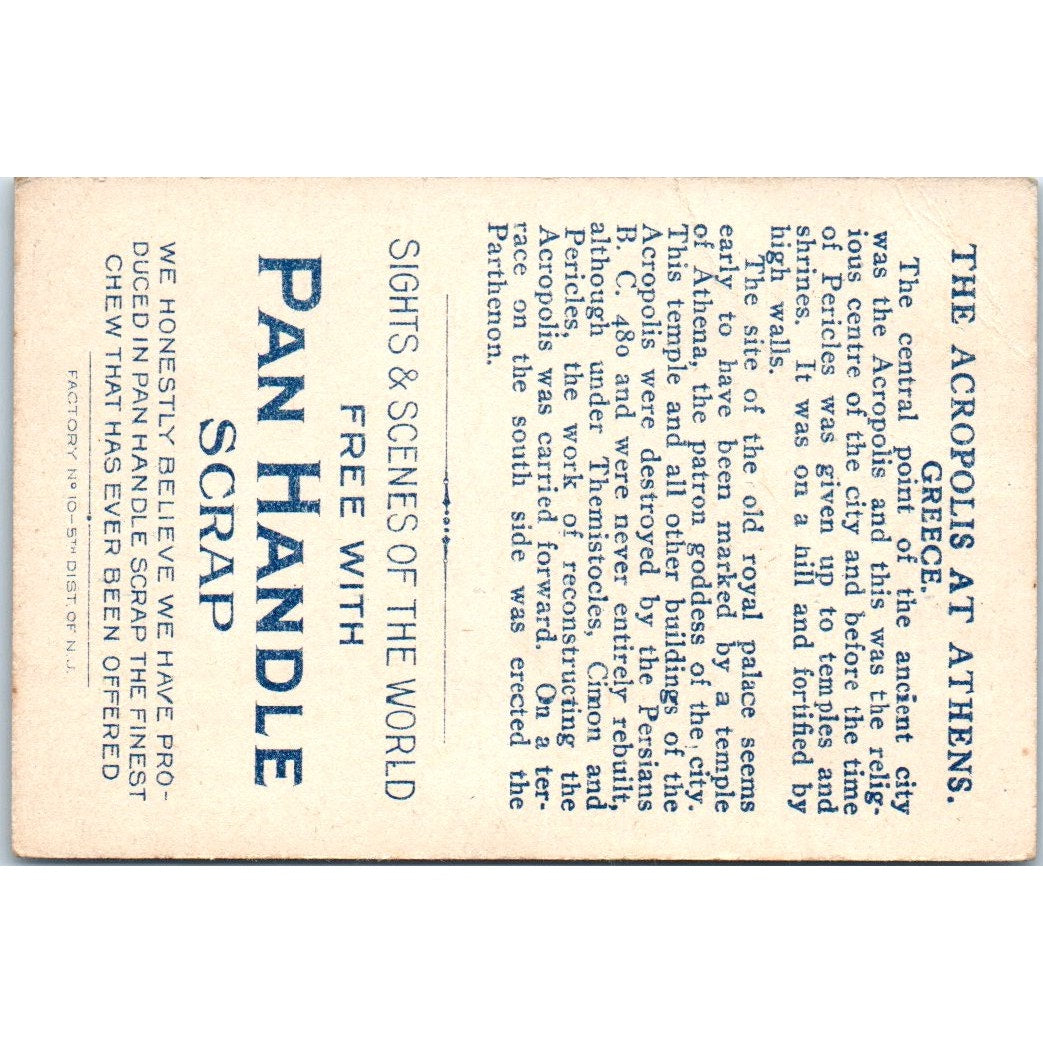 THE ACROPOLIS AT ATHENS.
GREECE.
The central point of the ancient city
was the Acropolis and this was the relig-
ious centre of the city and before the time
of Pericles was given up to temples and
shrines. It was on a hill and fortified by
high walls.
The site of the old royal palace seems
early to have been marked by a temple
of Athena, the patron goddess of the city.
This temple and all other buildings of the
Acropolis were destroyed by the Persians
B. C. 480 and were never entirely rebuilt,
although under Themistocles, Cimon and
Pericles, the work of reconstructing the
Acropolis was carried forward. On a ter-
race on the south side was erected the
Parthenon.
SIGHTS & SCENES OF THE WORLD
FREE WITH
PAN HANDLE
SCRAP
WE HONESTLY BELIEVE WE HAVE PRO-
DUCED IN PAN HANDLE SCRAP THE FINEST
CHEW THAT HAS EVER BEEN OFFERED
FACTORY Nº 10-5TH DIST. OF N.J.